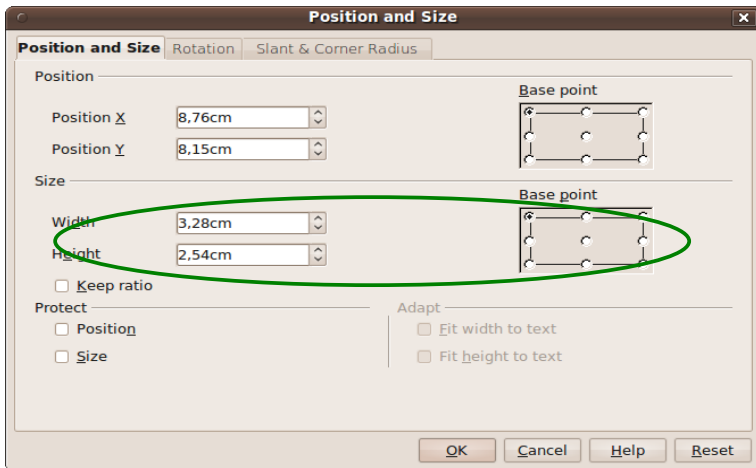 Position and Size
Position and Size Rotation Slant & Corner Radius
Position
Base point
Position X 8,76cm
Position Y 8,15cm
Size
Base point
Width 3,28cm
Height 2,54cm
Keep ratio
Protect Adapt
Position Fit width to text
Size Fit height to text
OK Cancel Help Reset